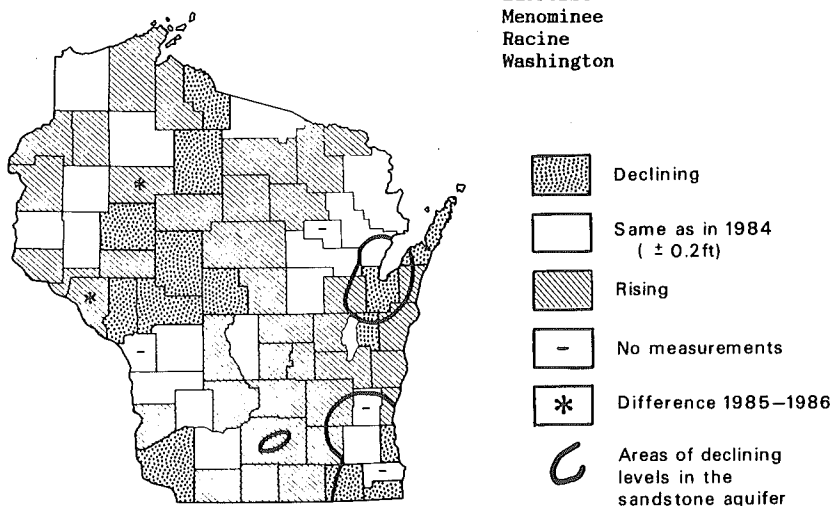 Menominee
Racine
Washington
Declining
Same as in 1984
( ± 0.2ft)
Rising
- No measurements
* Difference 1985–1986
Areas of declining
levels in the
sandstone aquifer
*
-
*
-
-
-